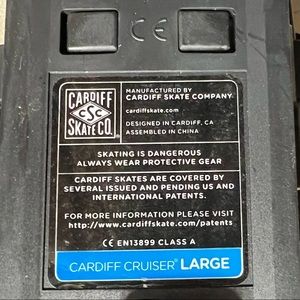 CE
CARDIFF
CSC
SKATE CO.
MANUFACTURED BY
CARDIFF SKATE COMPANY
cardiffskate.com
DESIGNED IN CARDIFF, CA
ASSEMBLED IN CHINA
SKATING IS DANGEROUS
ALWAYS WEAR PROTECTIVE GEAR
CARDIFF SKATES ARE COVERED BY
SEVERAL ISSUED AND PENDING US AND
INTERNATIONAL PATENTS.
FOR MORE INFORMATION PLEASE VISIT
http://www.cardiffskate.com/patents
CE EN13899 CLASS A
CARDIFF CRUISER® LARGE